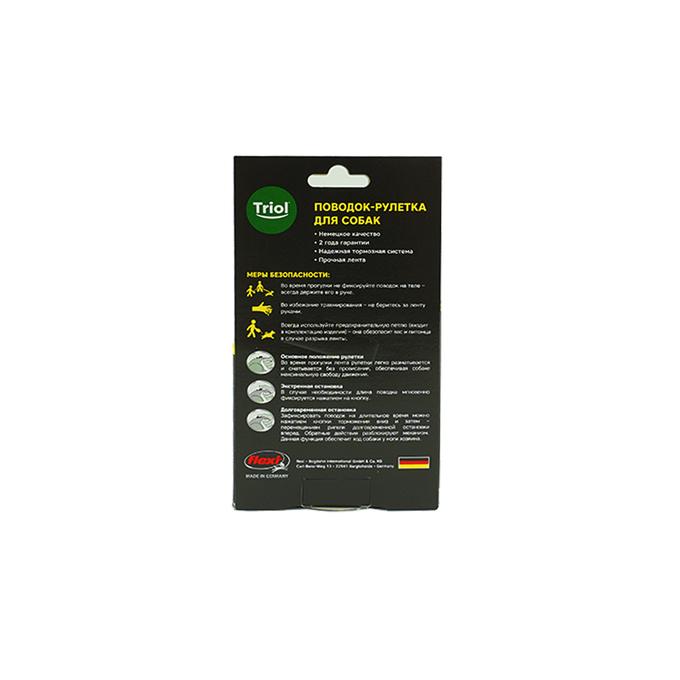 Triol
ПОВОДОК-РУЛЕТКА
ДЛЯ СОБАК
• Немецкое качество
• 2 года гарантии
• Надежная тормозная система
• Прочная лента
МЕРЫ БЕЗОПАСНОСТИ:
Во время прогулки не фиксируйте поводок на теле –
всегда держите его в руке.
Во избежание травмирования – не беритесь за ленту
руками.
Всегда используйте предохранительную петлю (входит
в комплектацию изделия) – она обезопасит вас и питомца
в случае разрыва ленты.
Основное положение рулетки
Во время прогулки лента рулетки легко разматывается
и сматывается без провисания, обеспечивая собаке
максимальную свободу движения.
Экстренная остановка
В случае необходимости длина поводка мгновенно
фиксируется нажатием на кнопку.
Долговременная остановка
Зафиксировать поводок на длительное время можно
нажатием кнопки торможения вниз и затем –
перемещением рычага долговременной остановки
вперед. Обратные действия разблокируют механизм.
Данная функция обеспечит ход собаки у ноги хозяина.
flexi
flexi – Bogdahn International GmbH & Co. KG
Carl-Benz-Weg 13 • 22941 Bargteheide • Germany
MADE IN GERMANY